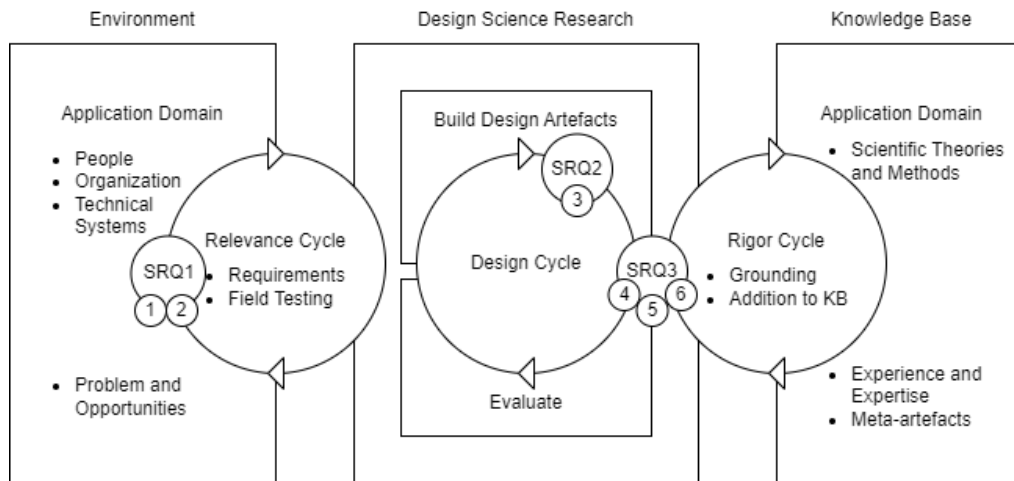 Environment
Design Science Research
Knowledge Base
Application Domain
• People
• Organization
• Technical
Systems
SRQ1
1
2
Relevance Cycle
• Requirements
• Field Testing
• Problem and
Opportunities
Build Design Artefacts
SRQ2
3
Design Cycle
Evaluate
SRQ3
4
5
6
Application Domain
• Scientific Theories
and Methods
Rigor Cycle
• Grounding
• Addition to KB
• Experience and
Expertise
• Meta-artefacts